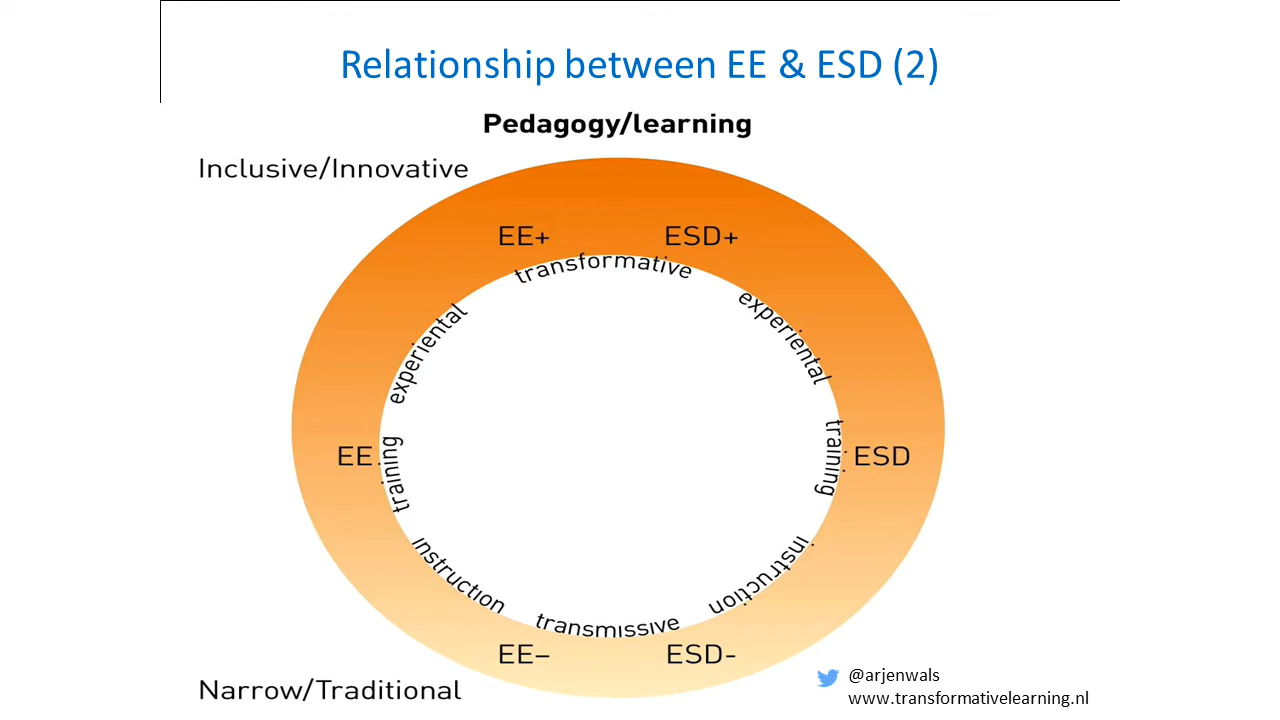 Relationship between EE & ESD (2)
Pedagogy/learning
Inclusive/Innovative
EE+
ESD+
transformative
experiental
experiental
EE
training
training
ESD
instruction
instruction
transmissive
EE–
ESD-
Narrow/Traditional
@arjenwals
www.transformativelearning.nl